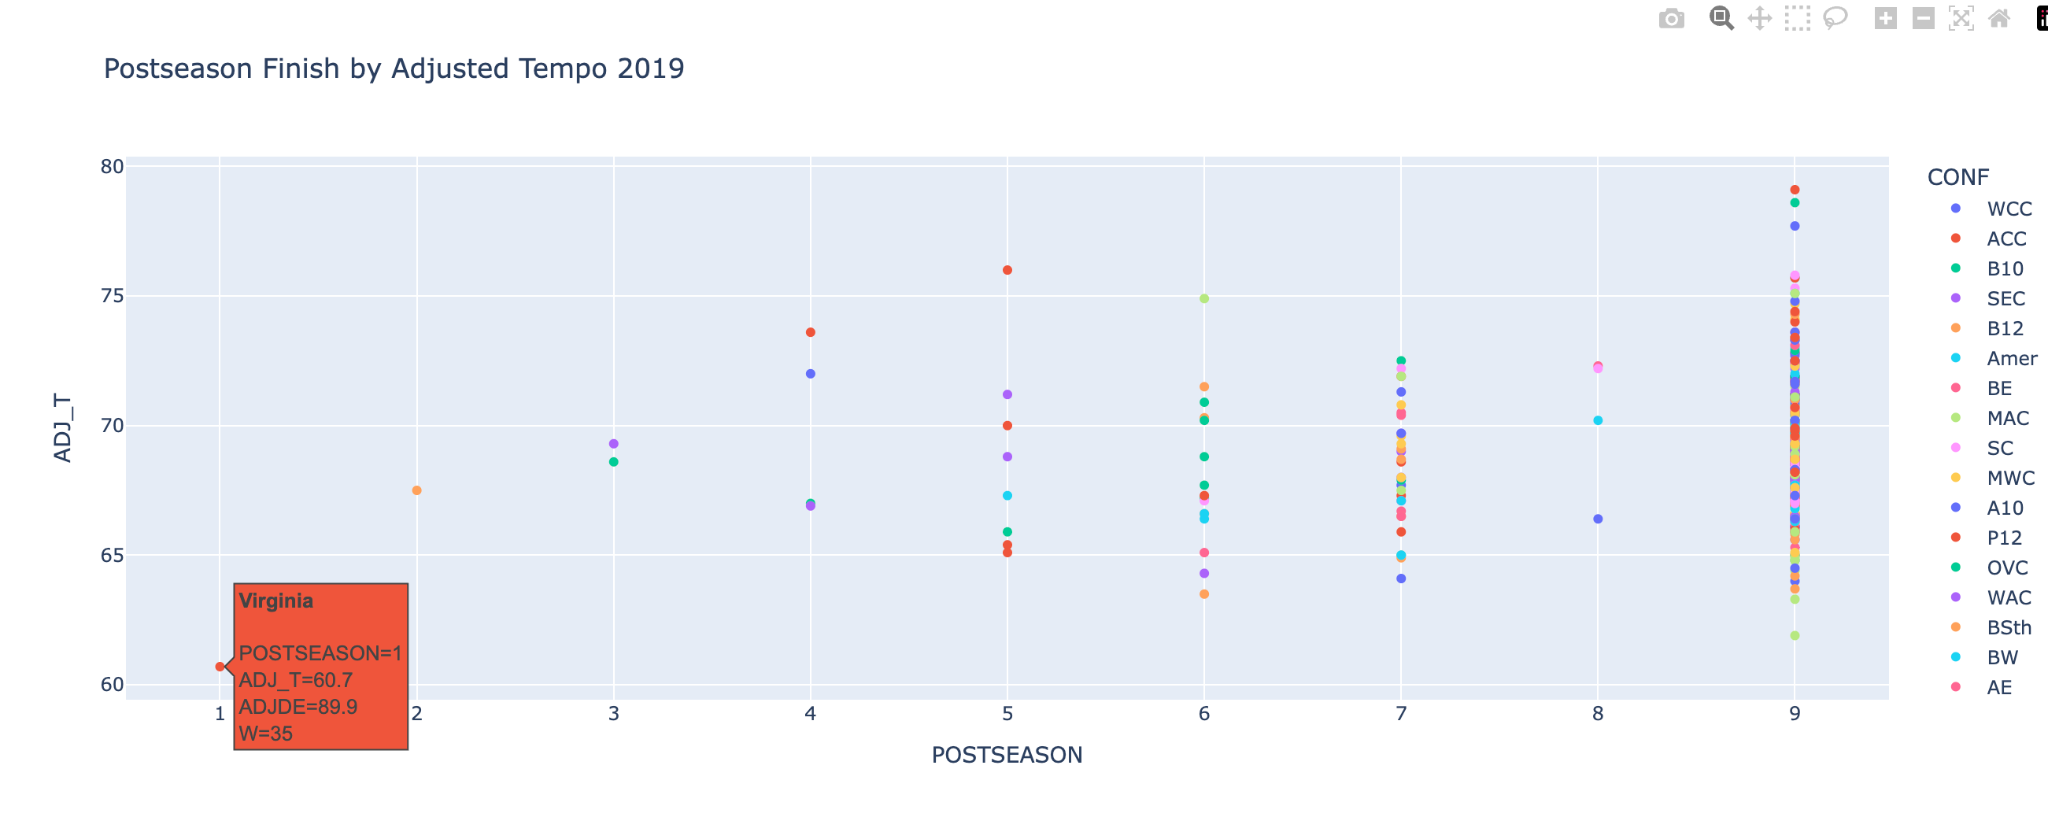 Postseason Finish by Adjusted Tempo 2019
ADJ_T
80
75
70
65
60
Virginia
POSTSEASON=1
ADJ_T=60.7
ADJDE=89.9
W=35
1
2
3
4
5
6
7
8
9
POSTSEASON
CONF
WCC
ACC
B10
SEC
B12
Amer
BE
MAC
SC
MWC
A10
P12
OVC
WAC
BSth
BW
AE